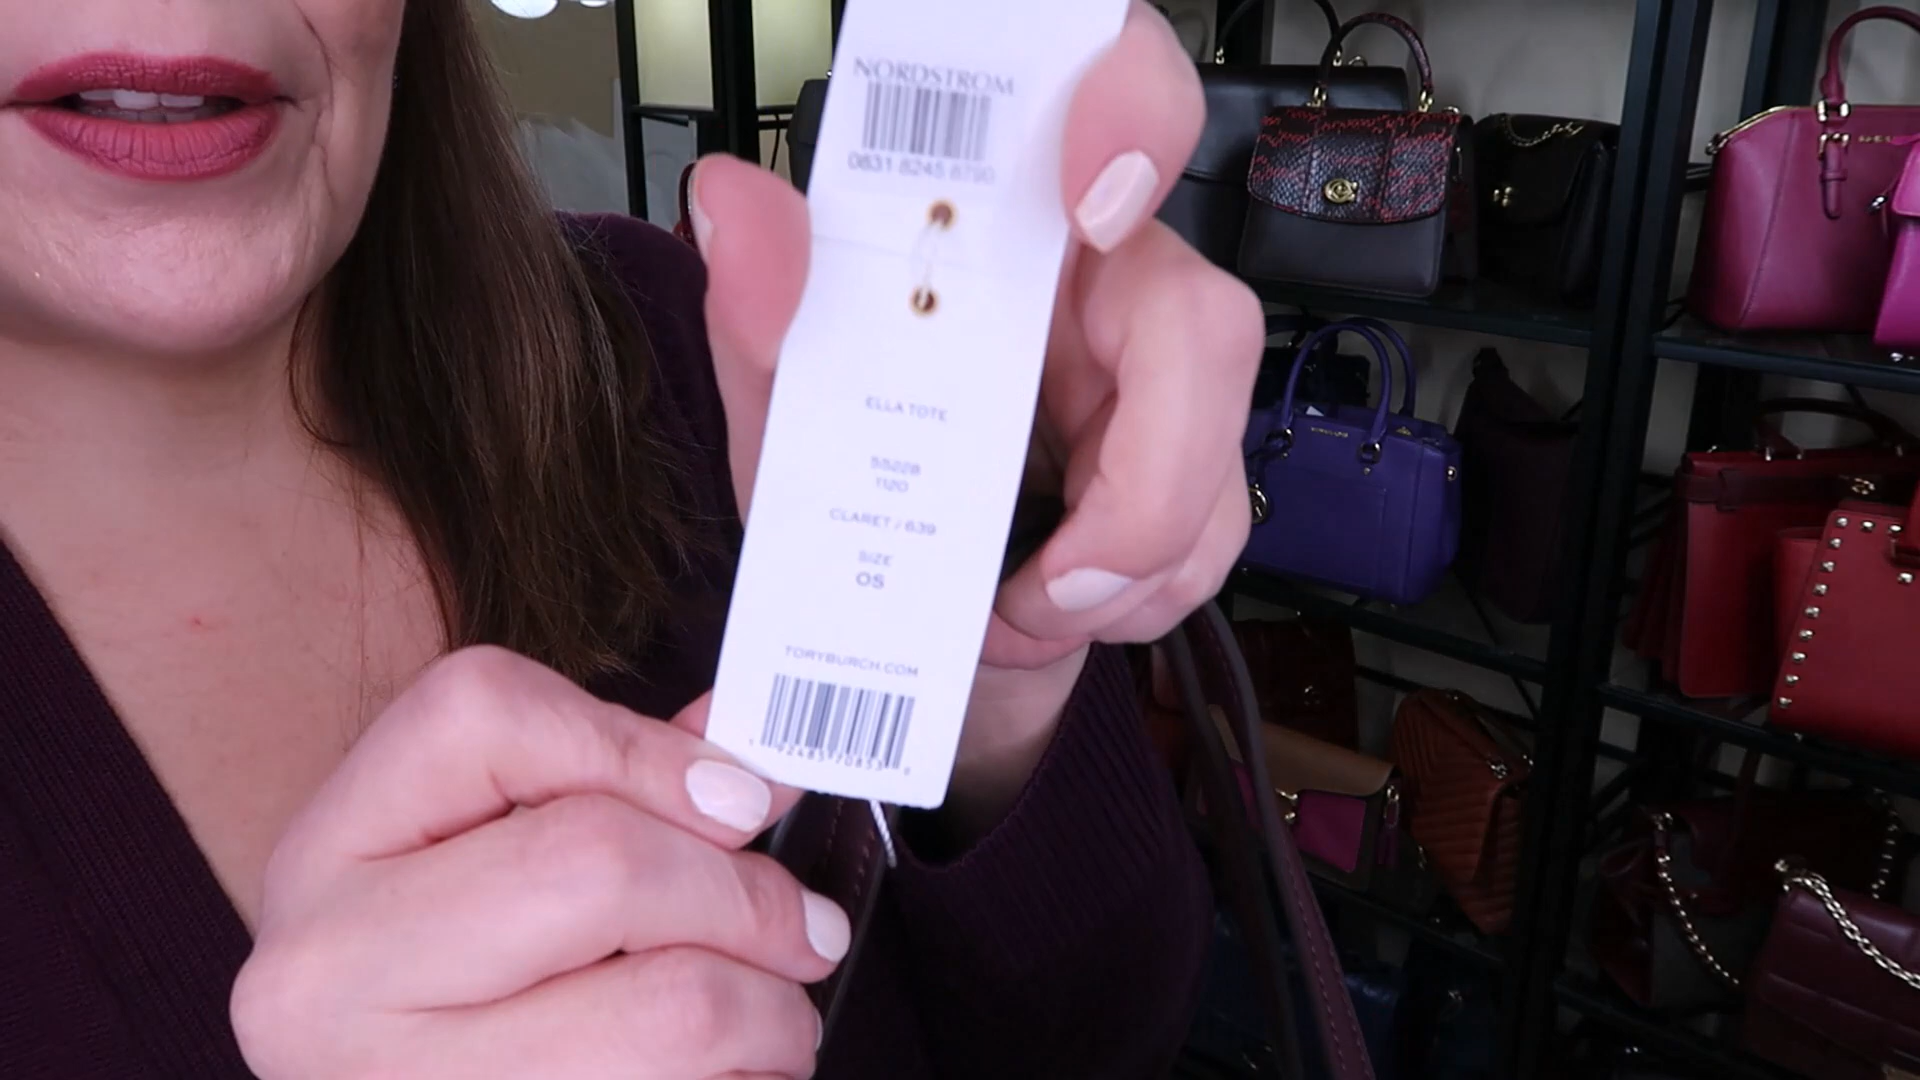 NORDSTROM
0831 8245 8790
ELLA TOTE
55228
1120
CLARET / 639
SIZE
OS
TORYBURCH.COM